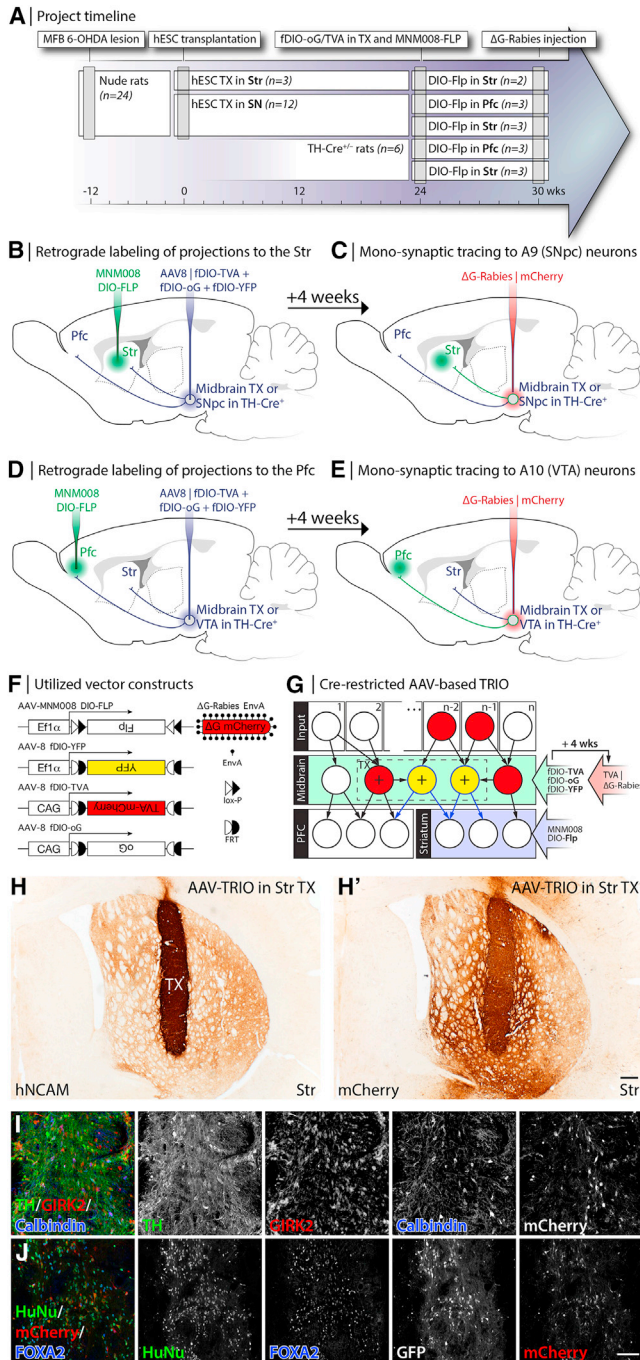 A | Project timeline
MFB 6-OHDA lesion
hESC transplantation
fDIO-oG/TVA in TX and MNM008-FLP
ΔG-Rabies injection
Nude rats
(n=24)
hESC TX in Str (n=3)
hESC TX in SN (n=12)
TH-Cre+/- rats (n=6)
DIO-Flp in Str (n=2)
DIO-Flp in Pfc (n=3)
DIO-Flp in Str (n=3)
DIO-Flp in Pfc (n=3)
DIO-Flp in Str (n=3)
-12
0
12
24
30 wks
B | Retrograde labeling of projections to the Str
MNM008
DIO-FLP
AAV8 | fDIO-TVA +
fDIO-oG + fDIO-YFP
Pfc
Str
Midbrain TX or
SNpc in TH-Cre+
+4 weeks
C | Mono-synaptic tracing to A9 (SNpc) neurons
ΔG-Rabies | mCherry
Pfc
Str
Midbrain TX or
SNpc in TH-Cre+
D | Retrograde labeling of projections to the Pfc
MNM008
DIO-FLP
AAV8 | fDIO-TVA +
fDIO-oG + fDIO-YFP
Pfc
Str
Midbrain TX or
VTA in TH-Cre+
+4 weeks
E | Mono-synaptic tracing to A10 (VTA) neurons
ΔG-Rabies | mCherry
Pfc
Str
Midbrain TX or
VTA in TH-Cre+
F | Utilized vector constructs
AAV-MNM008 DIO-FLP
Ef1α
Flp
AAV-8 fDIO-YFP
Ef1α
YFP
AAV-8 fDIO-TVA
CAG
TVA-mCherry
AAV-8 fDIO-oG
CAG
oG
ΔG-Rabies EnvA
ΔG mCherry
EnvA
lox-P
FRT
G | Cre-restricted AAV-based TRIO
Input
1
2
...
n-2
n-1
n
Midbrain
TX
+
+
+
+
PFC
Striatum
+ 4 wks
fDIO-TVA
fDIO-oG
fDIO-YFP
TVA |
ΔG-Rabies
MNM008
DIO-Flp
H
AAV-TRIO in Str TX
TX
hNCAM
Str
H'
AAV-TRIO in Str TX
mCherry
Str
I
TH/GIRK2/
Calbindin
TH
GIRK2
Calbindin
mCherry
J
HuNu/
mCherry/
FOXA2
HuNu
FOXA2
GFP
mCherry